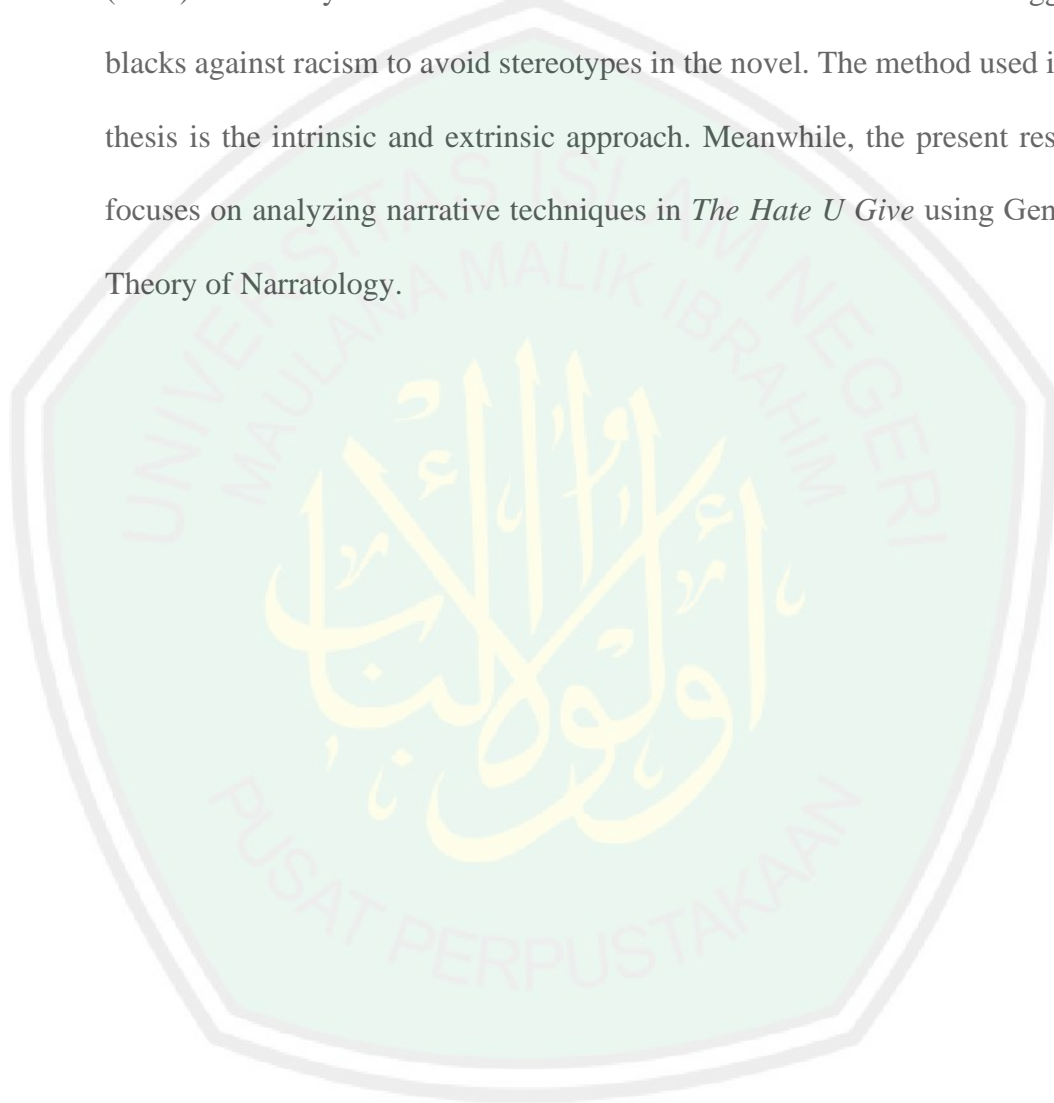 blacks against racism to avoid stereotypes in the novel. The method used i
thesis is the intrinsic and extrinsic approach. Meanwhile, the present res
focuses on analyzing narrative techniques in The Hate U Give using Gen
Theory of Narratology.
UNIVERSITAS ISLAM NEGERI
MAULANA MALIK IBRAHIM
PUSAT PERPUSTAKAAN